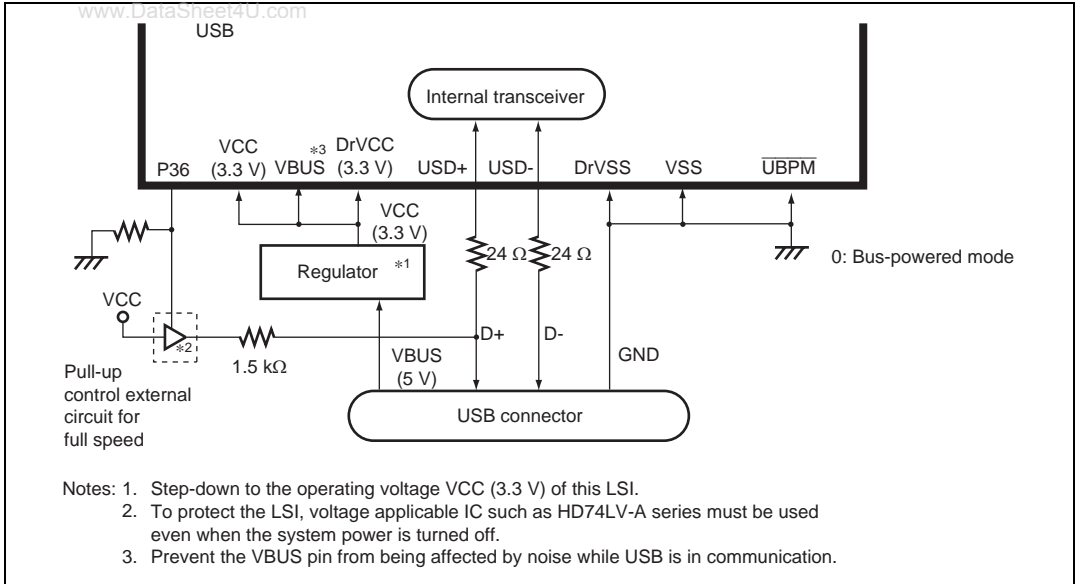 www.DataSheet4U.com
USB
Internal transceiver
P36
VCC
(3.3 V)
VBUS
*3
DrVCC
(3.3 V)
USD+
USD-
DrVSS
VSS
UBPM
VCC
(3.3 V)
Regulator *1
24 Ω
24 Ω
0: Bus-powered mode
VCC
*2
1.5 kΩ
VBUS
(5 V)
D+
D-
GND
Pull-up
control external
circuit for
full speed
USB connector
Notes: 1. Step-down to the operating voltage VCC (3.3 V) of this LSI.
2. To protect the LSI, voltage applicable IC such as HD74LV-A series must be used
even when the system power is turned off.
3. Prevent the VBUS pin from being affected by noise while USB is in communication.